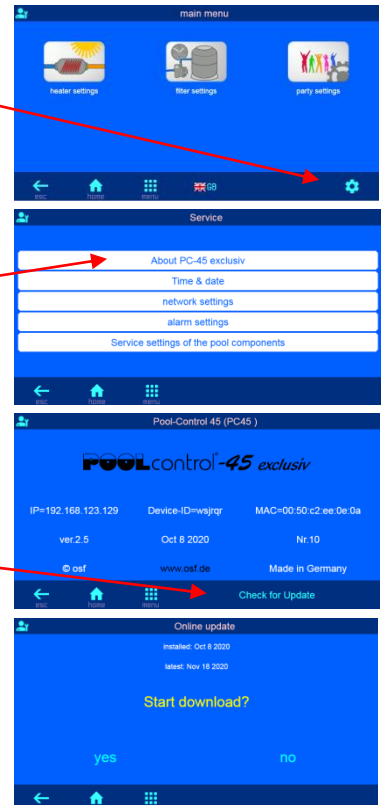 main menu
heater settings filter settings party settings
esc home menu GB
Service
About PC-45 exclusiv
Time & date
network settings
alarm settings
Service settings of the pool components
esc home menu
Pool-Control 45 (PC45 )
POOLcontrol-45 exclusiv
IP=192.168.123.129 Device-ID=wsjrqr MAC=00:50:c2:ee:0e:0a
ver.2.5 Oct 8 2020 Nr.10
© osf www.osf.de Made in Germany
esc home menu Check for Update
Online update
installed: Oct 8 2020
latest: Nov 18 2020
Start download?
yes no